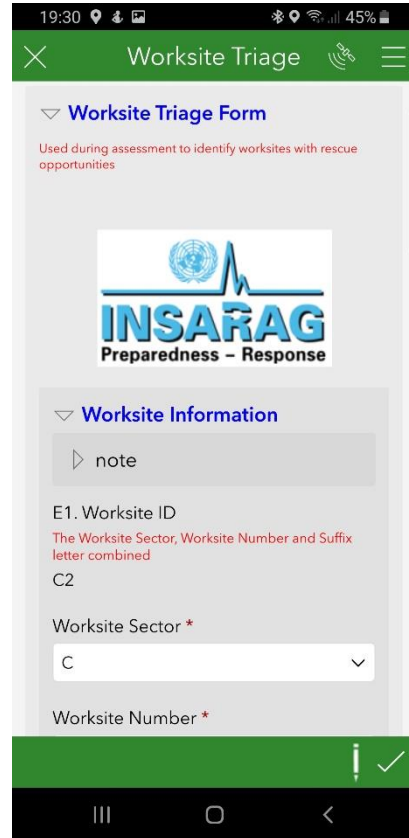 19:30 45%
Worksite Triage
Worksite Triage Form
Used during assessment to identify worksites with rescue
opportunities
INSARAG
Preparedness – Response
Worksite Information
note
E1. Worksite ID
The Worksite Sector, Worksite Number and Suffix
letter combined
C2
Worksite Sector *
C
Worksite Number *